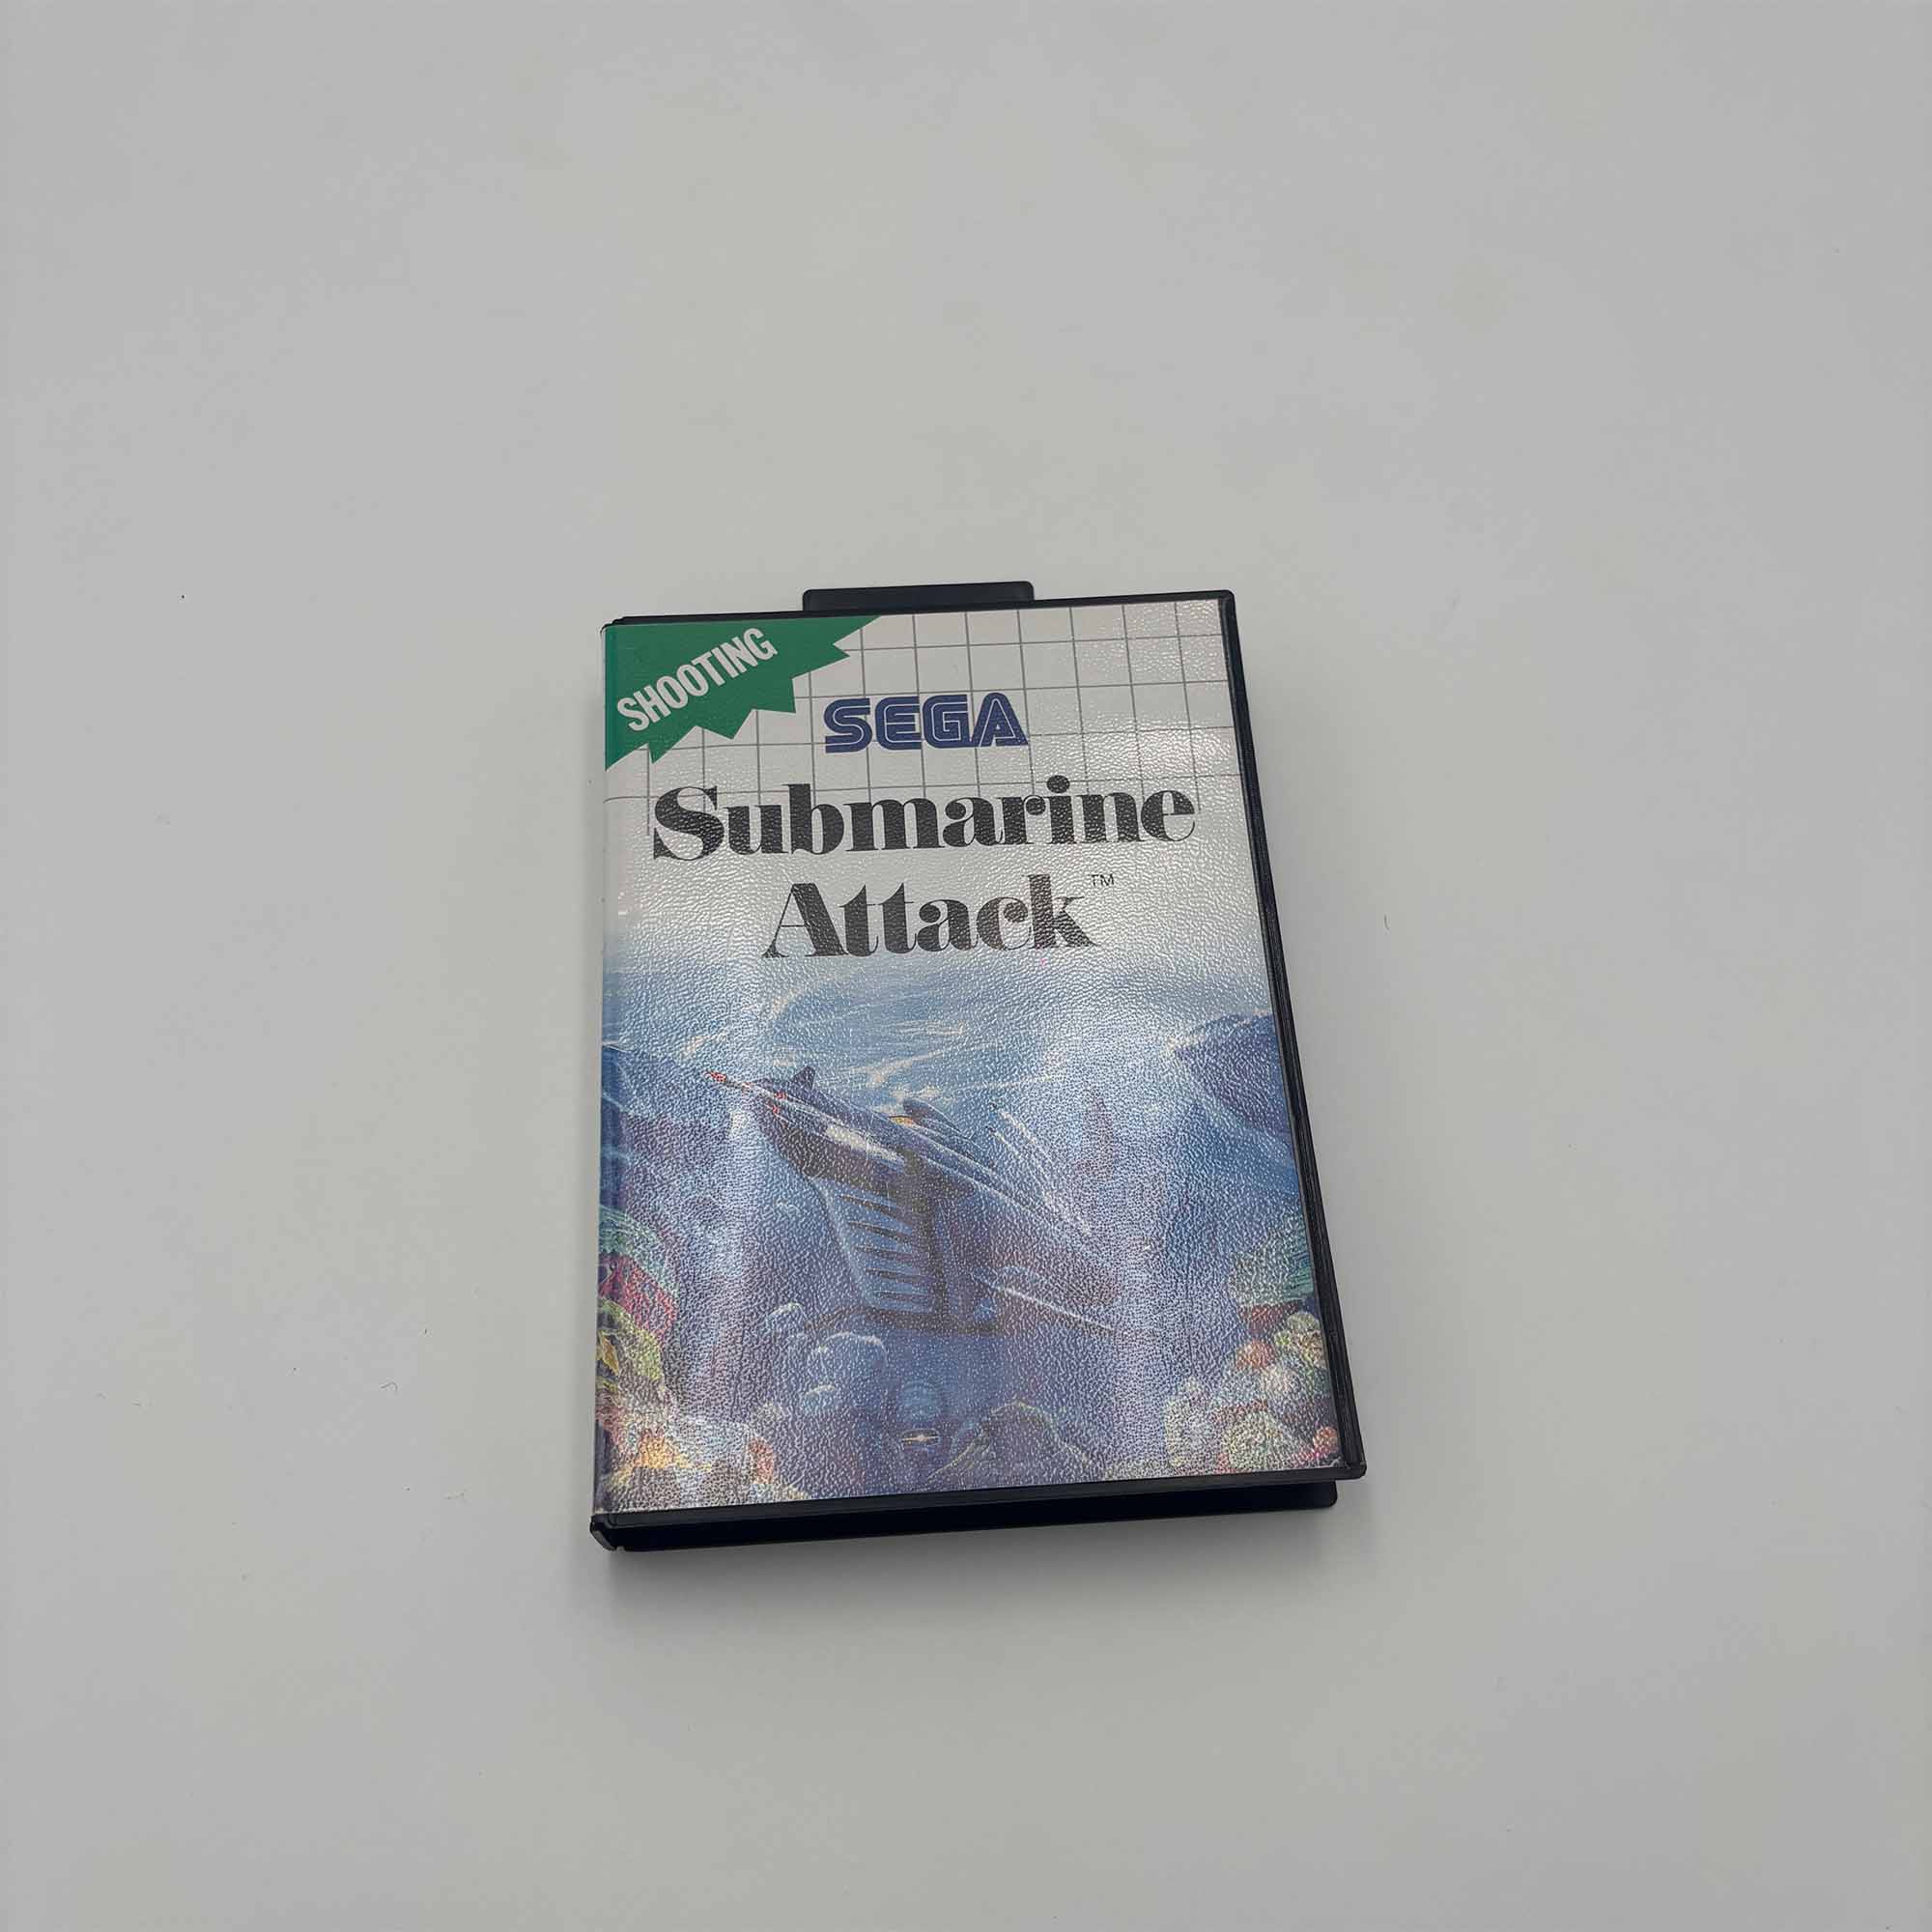 SHOOTING
SEGA
Submarine
Attack™